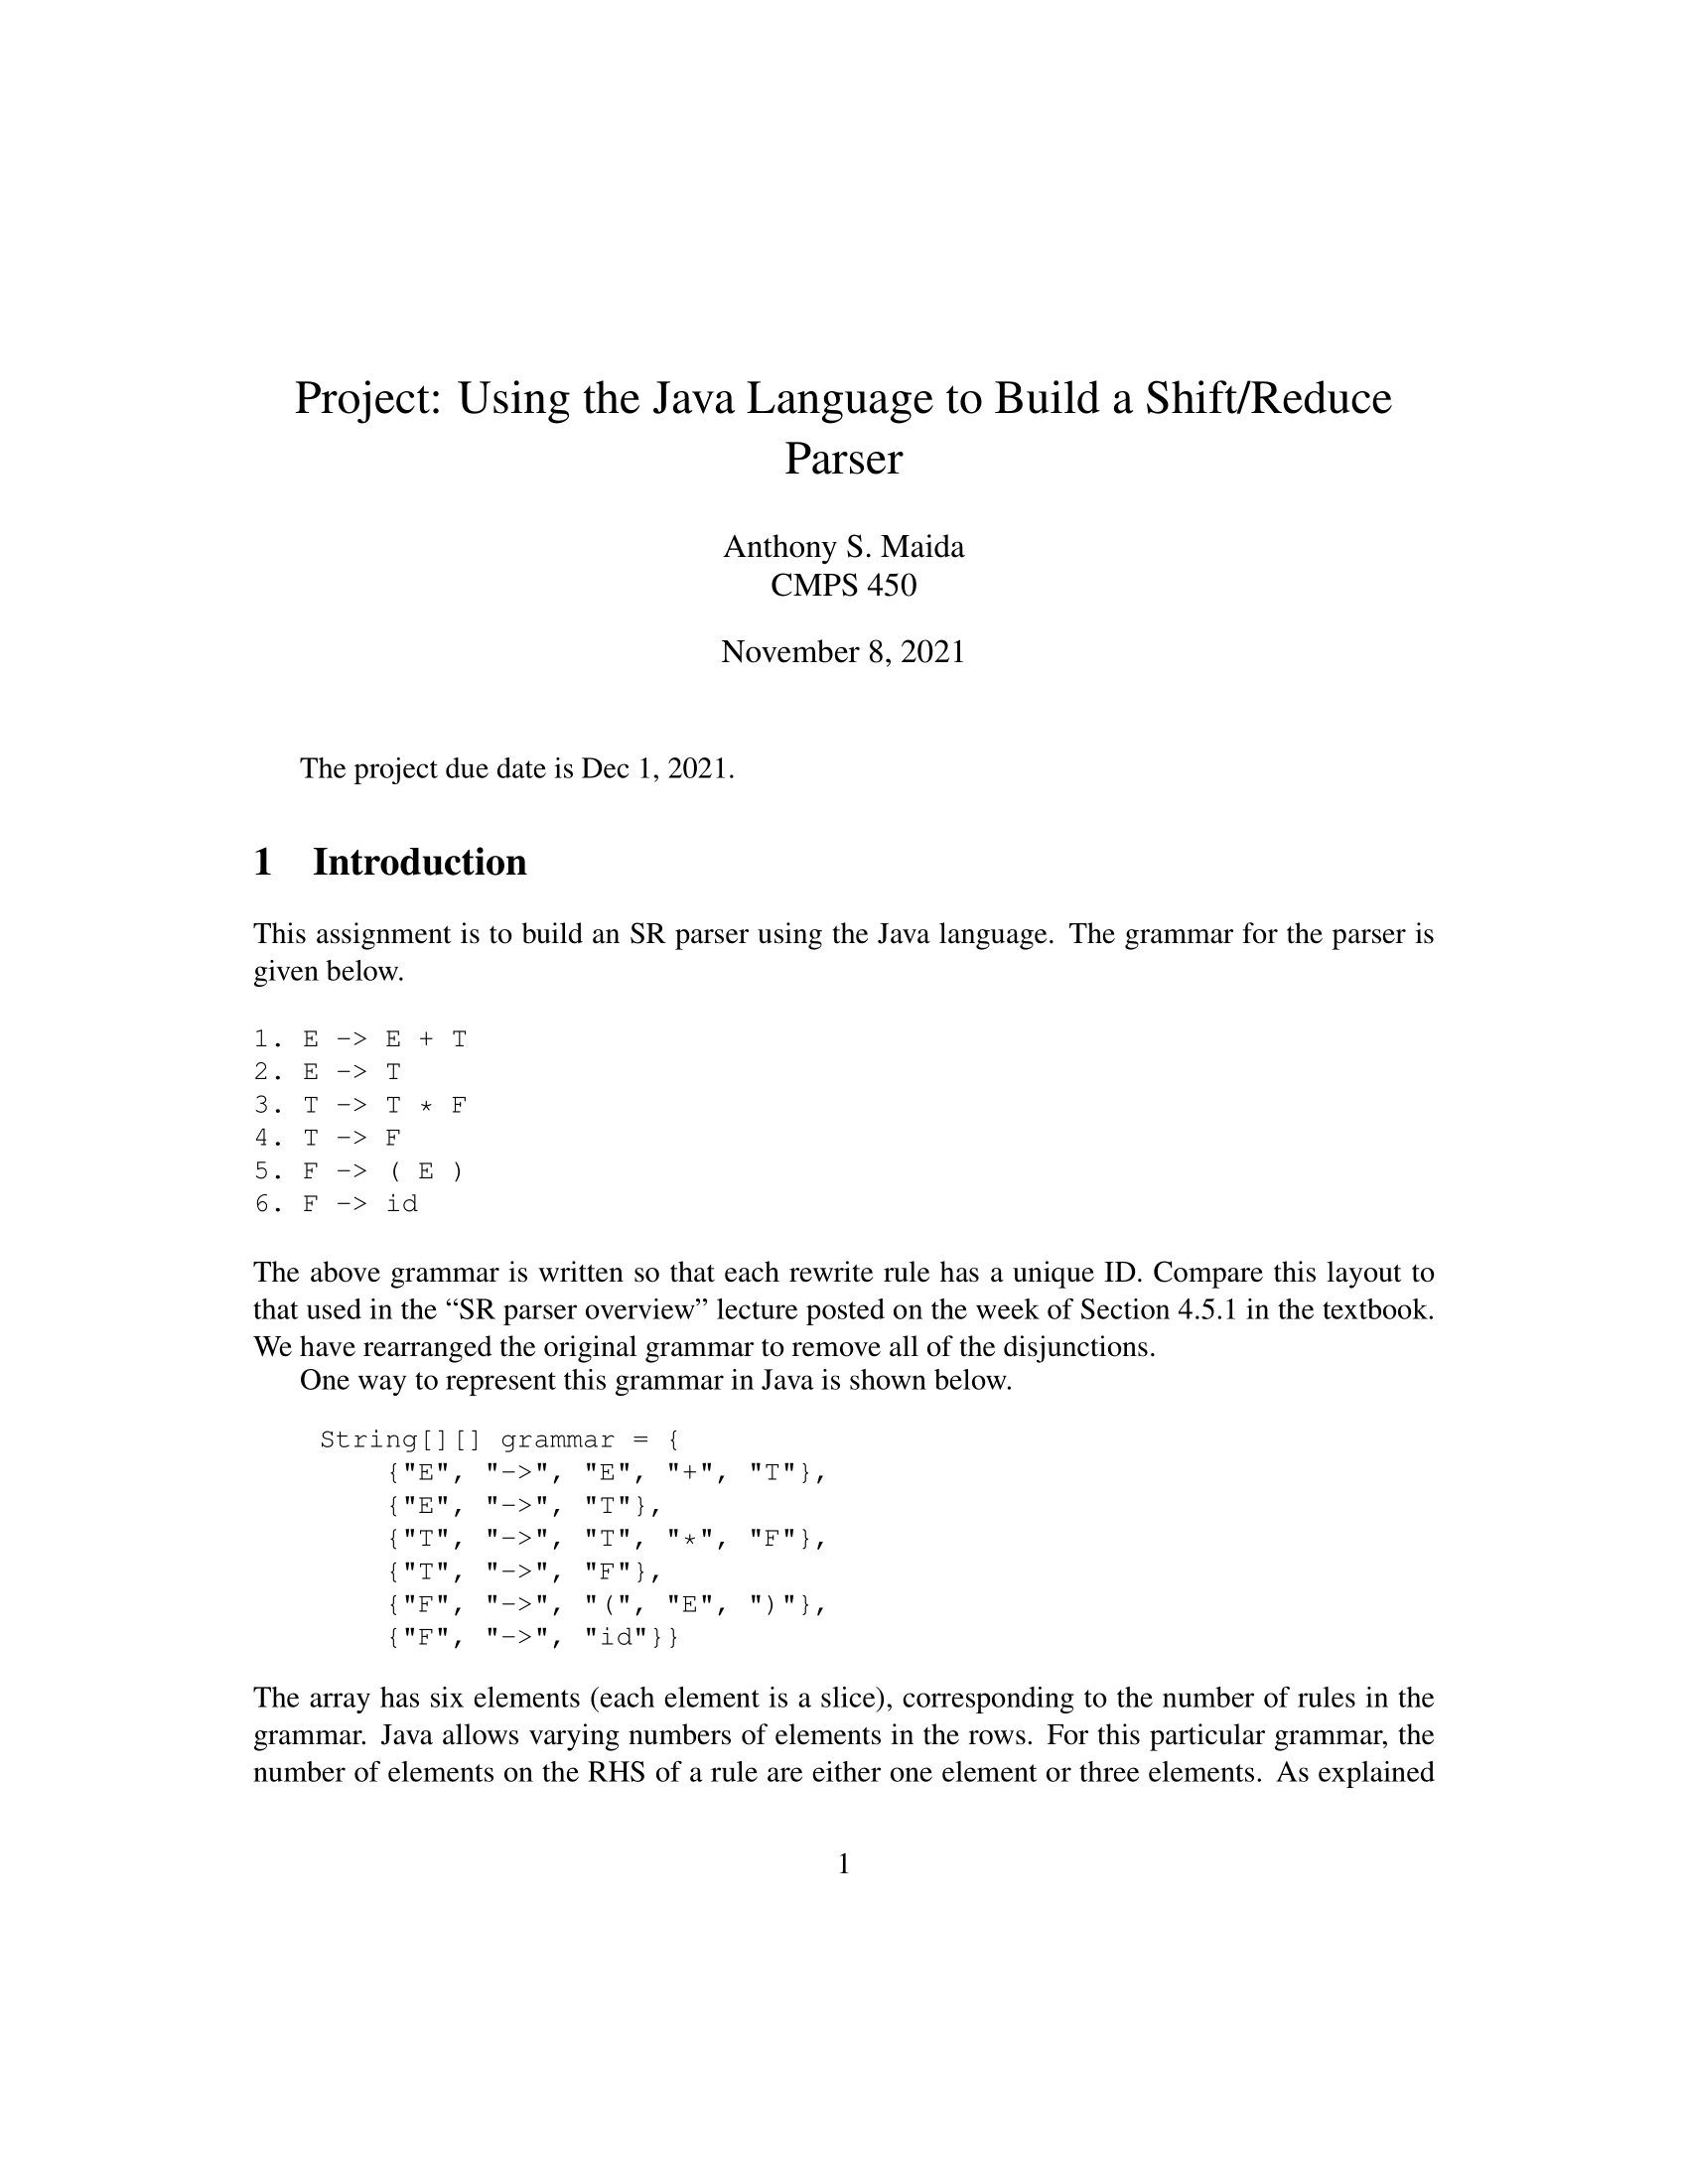 Project: Using the Java Language to Build a Shift/Reduce
Parser
Anthony S. Maida
CMPS 450
November 8, 2021
The project due date is Dec 1, 2021.
1 Introduction
This assignment is to build an SR parser using the Java language. The grammar for the parser is
given below.
1. E -> E + T
2. E -> T
3. T -> T * F
4. T -> F
5. F -> ( E )
6. F -> id
The above grammar is written so that each rewrite rule has a unique ID. Compare this layout to
that used in the “SR parser overview” lecture posted on the week of Section 4.5.1 in the textbook.
We have rearranged the original grammar to remove all of the disjunctions.
One way to represent this grammar in Java is shown below.
String[][] grammar = {
{"E", "->", "E", "+", "T"},
{"E", "->", "T"},
{"T", "->", "T", "*", "F"},
{"T", "->", "F"},
{"F", "->", "(", "E", ")"},
{"F", "->", "id"}}
The array has six elements (each element is a slice), corresponding to the number of rules in the
grammar. Java allows varying numbers of elements in the rows. For this particular grammar, the
number of elements on the RHS of a rule are either one element or three elements. As explained
1